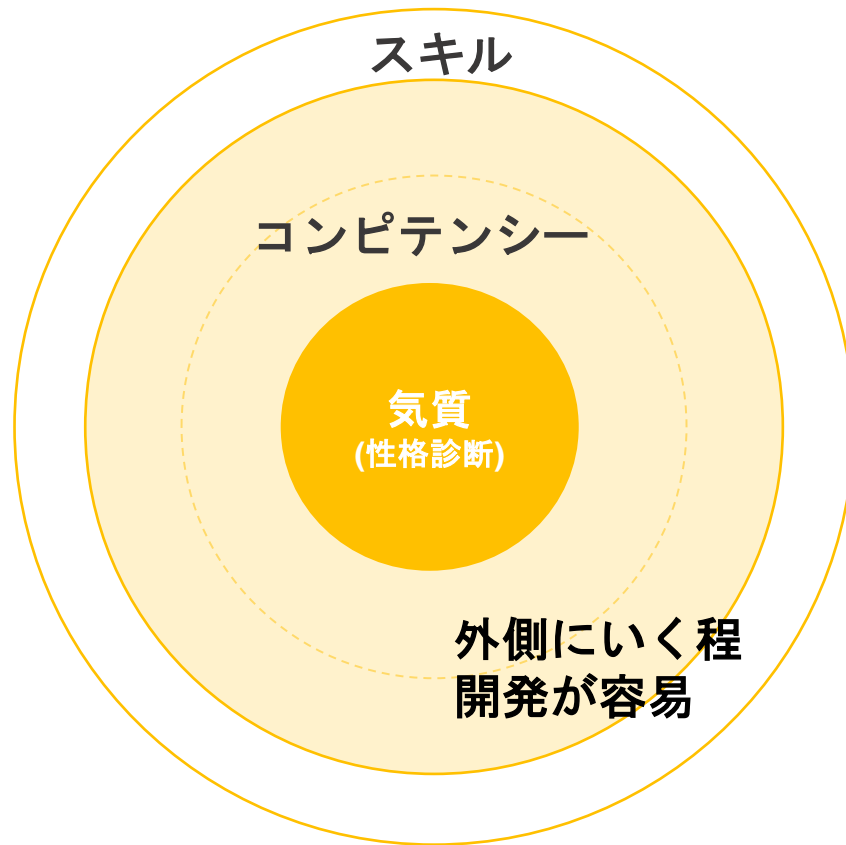 スキル
コンピテンシー
気質
(性格診断)
外側にいく程
開発が容易